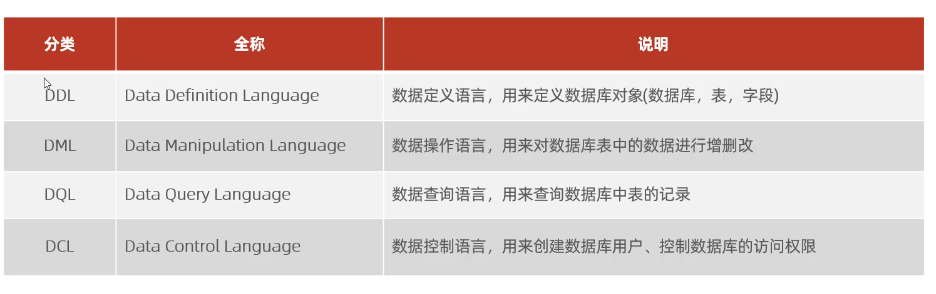 分类 全称 说明
DDL Data Definition Language 数据定义语言，用来定义数据库对象(数据库，表，字段)
DML Data Manipulation Language 数据操作语言，用来对数据库表中的数据进行增删改
DQL Data Query Language 数据查询语言，用来查询数据库中表的记录
DCL Data Control Language 数据控制语言，用来创建数据库用户、控制数据库的访问权限